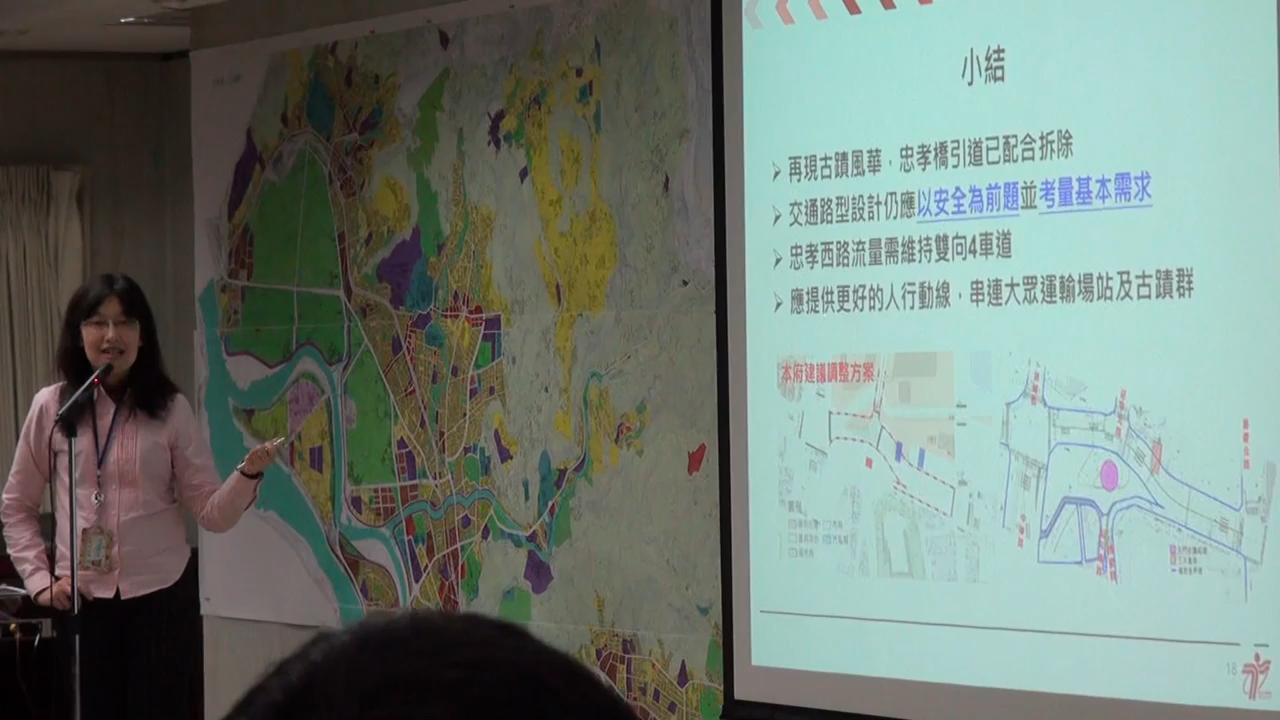 小結
再現古蹟風華，忠孝橋引道已配合拆除
交通路型設計仍應以安全為前題並考量基本需求
忠孝西路流量需維持雙向4車道
應提供更好的人行動線，串連大眾運輸場站及古蹟群
本府建議調整方案
18